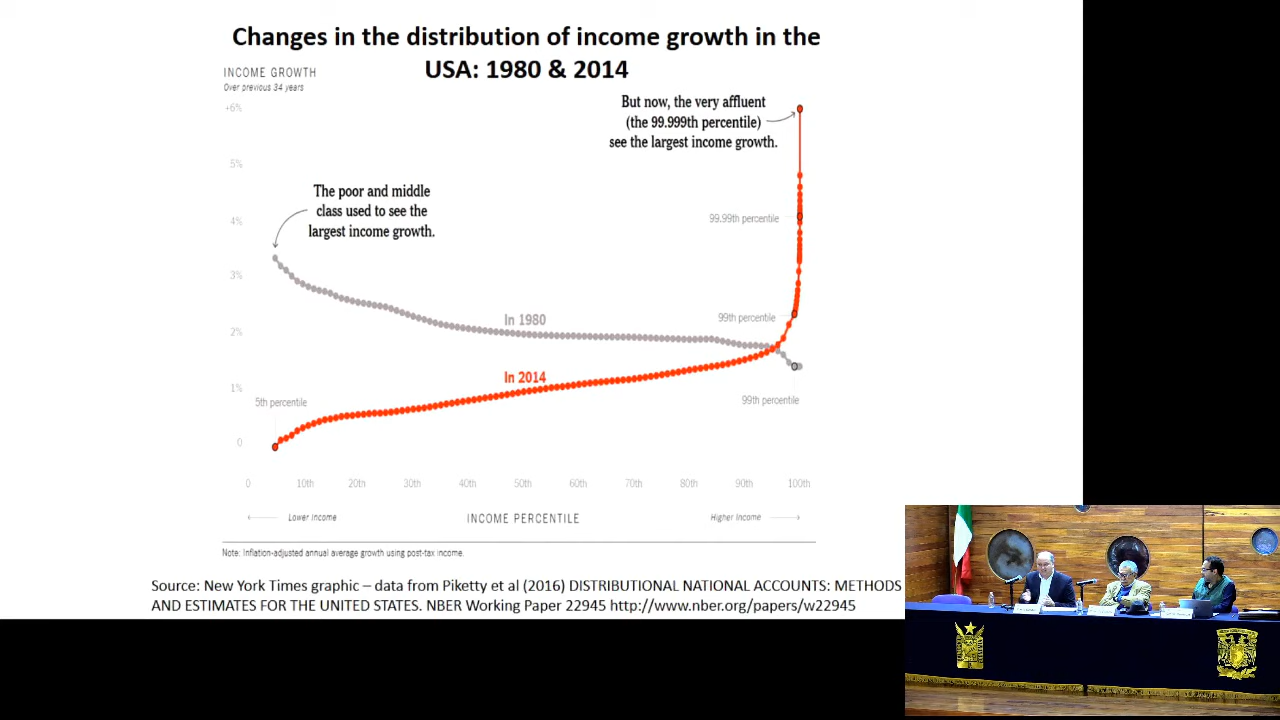 Changes in the distribution of income growth in the
USA: 1980 & 2014
INCOME GROWTH
Over previous 34 years
+6%
5%
4%
3%
2%
1%
0
But now, the very affluent
(the 99.999th percentile)
see the largest income growth.
The poor and middle
class used to see the
largest income growth.
99.99th percentile
99th percentile
In 1980
In 2014
5th percentile
99th percentile
0 10th 20th 30th 40th 50th 60th 70th 80th 90th 100th
Lower Income
INCOME PERCENTILE
Higher Income
Note: Inflation-adjusted annual average growth using post-tax income.
Source: New York Times graphic – data from Piketty et al (2016) DISTRIBUTIONAL NATIONAL ACCOUNTS: METHODS
AND ESTIMATES FOR THE UNITED STATES. NBER Working Paper 22945 http://www.nber.org/papers/w22945